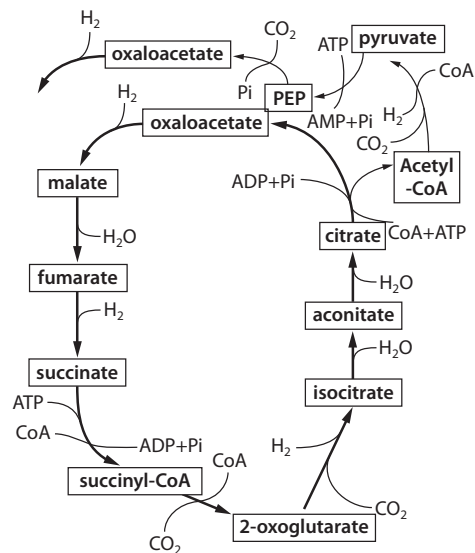 H2
oxaloacetate
CO2
ATP
pyruvate
Pi
PEP
H2
CoA
H2
oxaloacetate
AMP+Pi
CO2
malate
Acetyl
-CoA
ADP+Pi
H2O
citrate
CoA+ATP
fumarate
H2O
H2
aconitate
succinate
H2O
ATP
isocitrate
CoA
ADP+Pi
H2
CoA
succinyl-CoA
CO2
CO2
2-oxoglutarate